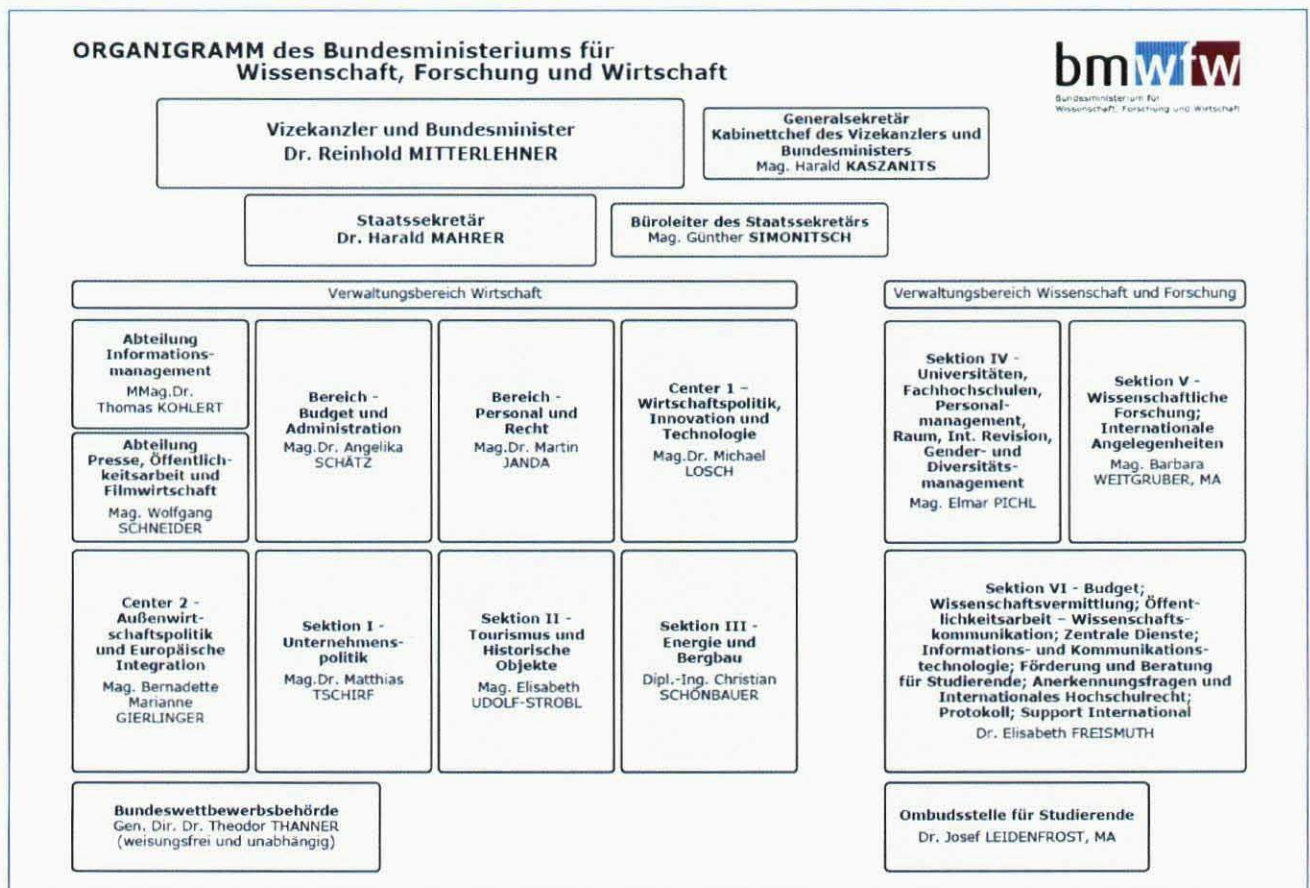 ORGANIGRAMM des Bundesministeriums für
Wissenschaft, Forschung und Wirtschaft
bmwfw
Bundesministerium für
Wissenschaft, Forschung und Wirtschaft
Vizekanzler und Bundesminister
Dr. Reinhold MITTERLEHNER
Generalsekretär
Kabinettchef des Vizekanzlers und
Bundesministers
Mag. Harald KASZANITS
Staatssekretär
Dr. Harald MAHRER
Büroleiter des Staatssekretärs
Mag. Günther SIMONITSCH
Verwaltungsbereich Wirtschaft
Verwaltungsbereich Wissenschaft und Forschung
Abteilung
Informations-
management
MMag.Dr.
Thomas KOHLERT
Abteilung
Presse, Öffentlich-
keitsarbeit und
Filmwirtschaft
Mag. Wolfgang
SCHNEIDER
Bereich -
Budget und
Administration
Mag.Dr. Angelika
SCHÄTZ
Bereich -
Personal und
Recht
Mag.Dr. Martin
JANDA
Center 1 –
Wirtschaftspolitik,
Innovation und
Technologie
Mag.Dr. Michael
LOSCH
Sektion IV -
Universitäten,
Fachhochschulen,
Personal-
management,
Raum, Int. Revision,
Gender- und
Diversitäts-
management
Mag. Elmar PICHL
Sektion V -
Wissenschaftliche
Forschung;
Internationale
Angelegenheiten
Mag. Barbara
WEITGRUBER, MA
Center 2 -
Außenwirt-
schaftspolitik
und Europäische
Integration
Mag. Bernadette
Marianne
GIERLINGER
Sektion I -
Unternehmens-
politik
Mag.Dr. Matthias
TSCHIRF
Sektion II -
Tourismus und
Historische
Objekte
Mag. Elisabeth
UDOLF-STROBL
Sektion III -
Energie und
Bergbau
Dipl.-Ing. Christian
SCHÖNBAUER
Sektion VI - Budget;
Wissenschaftsvermittlung; Öffent-
lichkeitsarbeit – Wissenschafts-
kommunikation; Zentrale Dienste;
Informations- und Kommunikations-
technologie; Förderung und Beratung
für Studierende; Anerkennungsfragen und
Internationales Hochschulrecht;
Protokoll; Support International
Dr. Elisabeth FREISMUTH
Bundeswettbewerbsbehörde
Gen. Dir. Dr. Theodor THANNER
(weisungsfrei und unabhängig)
Ombudsstelle für Studierende
Dr. Josef LEIDENFROST, MA